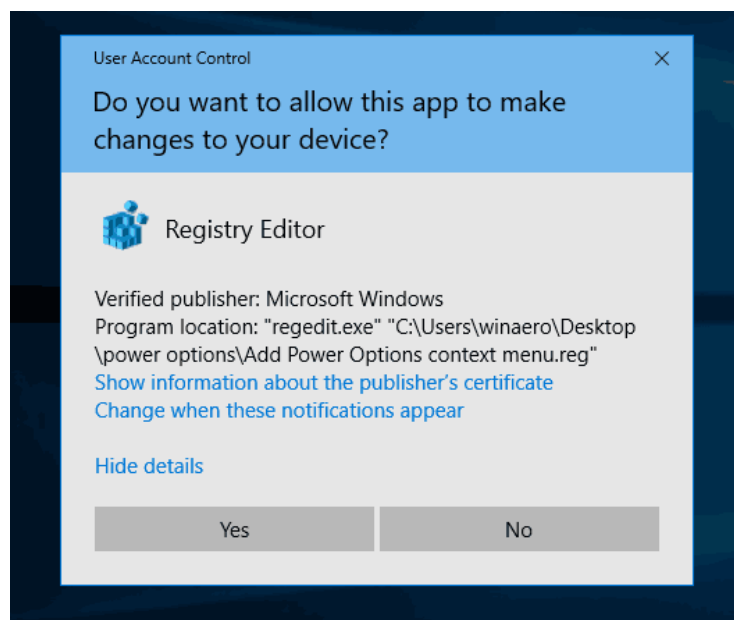 User Account Control
Do you want to allow this app to make
changes to your device?
Registry Editor
Verified publisher: Microsoft Windows
Program location: "regedit.exe" "C:\Users\winaero\Desktop
\power options\Add Power Options context menu.reg"
Show information about the publisher's certificate
Change when these notifications appear
Hide details
Yes
No